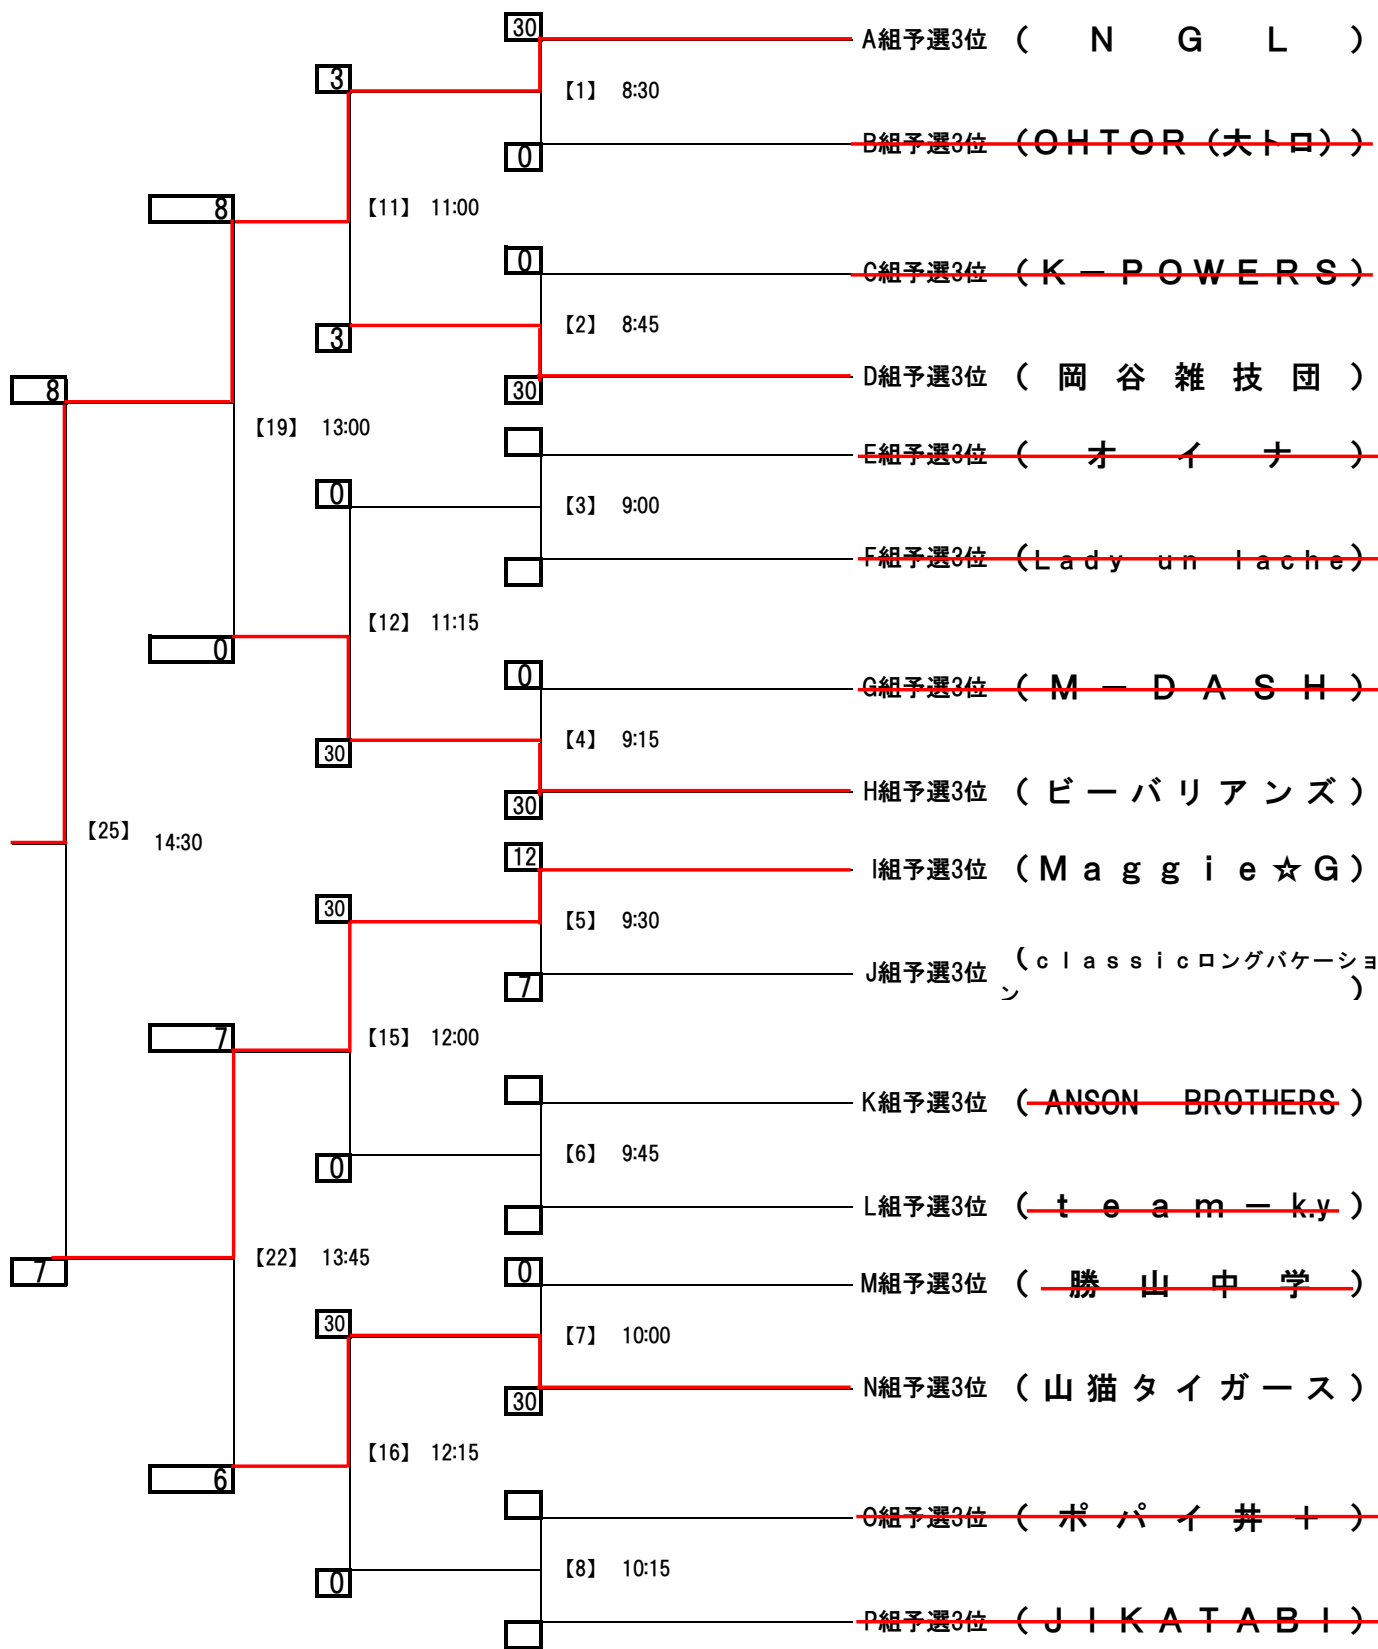 30
A組予選3位 （ Ｎ Ｇ Ｌ ）
3
【1】 8:30
0
B組予選3位 （ＯＨＴＯＲ（大トロ））
8
【11】 11:00
0
C組予選3位 （Ｋ－ＰＯＷＥＲＳ）
3
【2】 8:45
30
D組予選3位 （岡谷雑技団）
8
【19】 13:00
E組予選3位 （オイナ）
0
【3】 9:00
F組予選3位 （Ｌａｄｙ ｕｎ ｌａｃｈｅ）
0
【12】 11:15
0
G組予選3位 （Ｍ－ＤＡＳＨ）
30
【4】 9:15
30
H組予選3位 （ビーバリアンズ）
【25】 14:30
12
I組予選3位 （Ｍａｇｇｉｅ☆Ｇ）
30
【5】 9:30
7
J組予選3位 （ｃｌａｓｓｉｃロングバケーショ
ン ）
7
【15】 12:00
K組予選3位 （ANSON BROTHERS）
0
【6】 9:45
L組予選3位 （ｔｅａｍ－k.y）
7
【22】 13:45
0
M組予選3位 （勝山中学）
30
【7】 10:00
30
N組予選3位 （山猫タイガース）
6
【16】 12:15
O組予選3位 （ポパイ井＋）
0
【8】 10:15
P組予選3位 （ＪＩＫＡＴＡＢＩ）